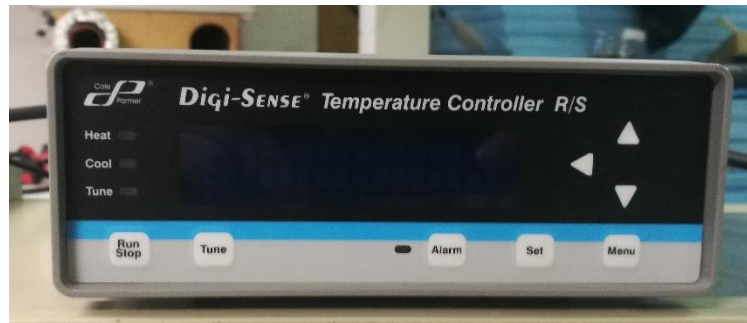 Cole Parmer®
Digi-Sense® Temperature Controller R/S
Heat
Cool
Tune
Run Stop
Tune
Alarm
Set
Menu